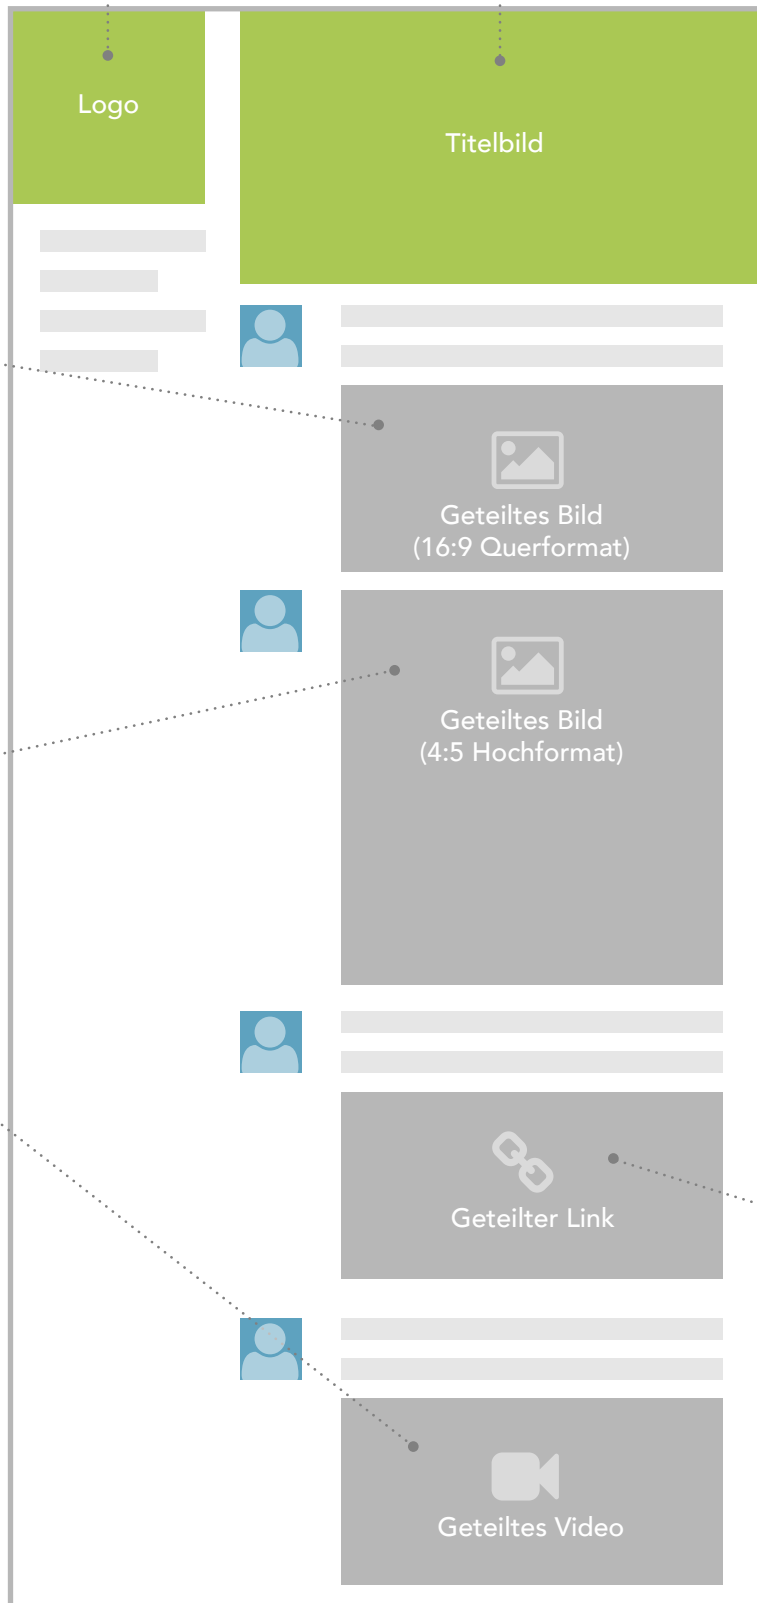 Logo
Titelbild
Geteiltes Bild
(16:9 Querformat)
Geteiltes Bild
(4:5 Hochformat)
Geteilter Link
Geteiltes Video